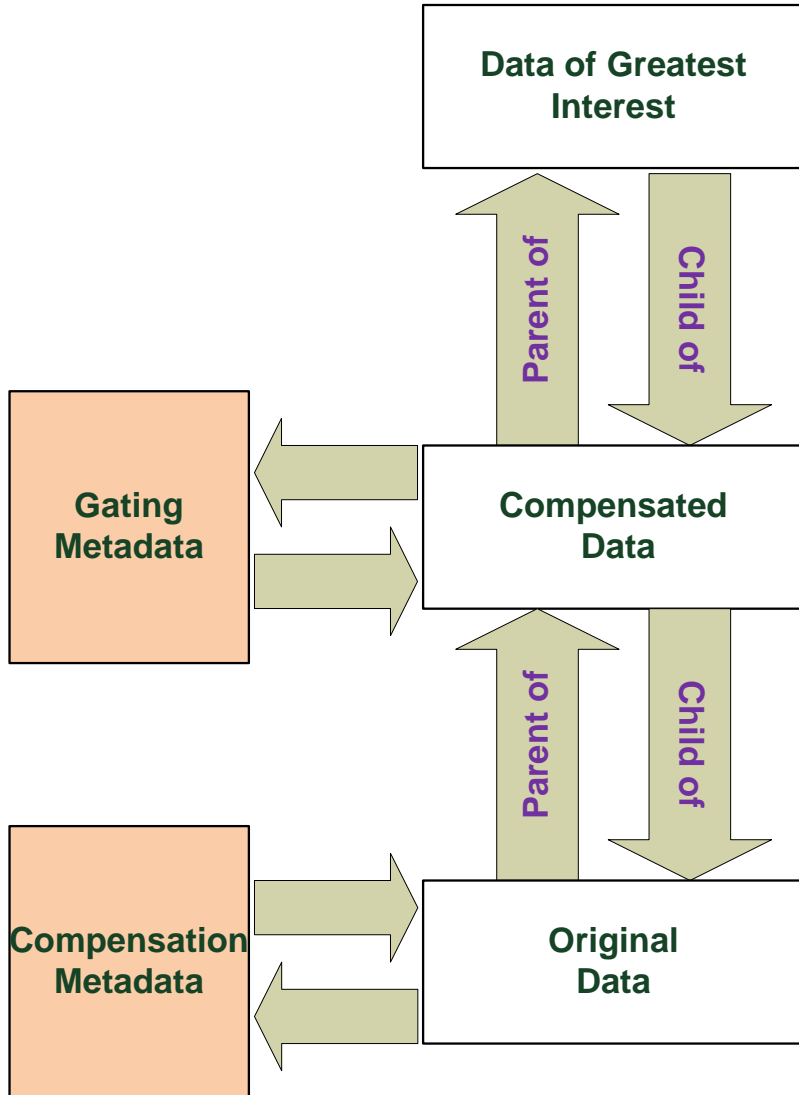 Data of Greatest
Interest
Parent of
Child of
Gating
Metadata
Compensated
Data
Parent of
Child of
Compensation
Metadata
Original
Data